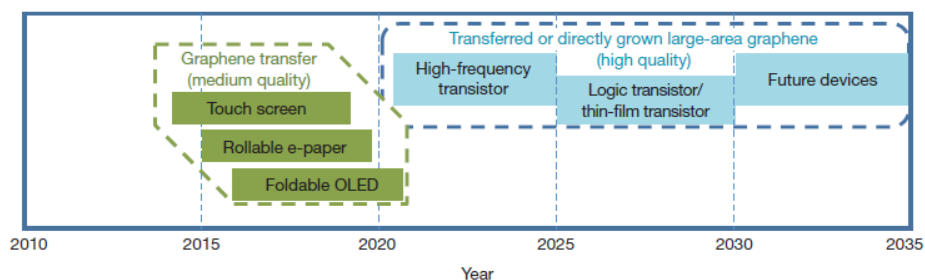 Transferred or directly grown large-area graphene
(high quality)
Graphene transfer
(medium quality)
High-frequency
transistor
Logic transistor/
thin-film transistor
Future devices
Touch screen
Rollable e-paper
Foldable OLED
2010
2015
2020
2025
2030
2035
Year